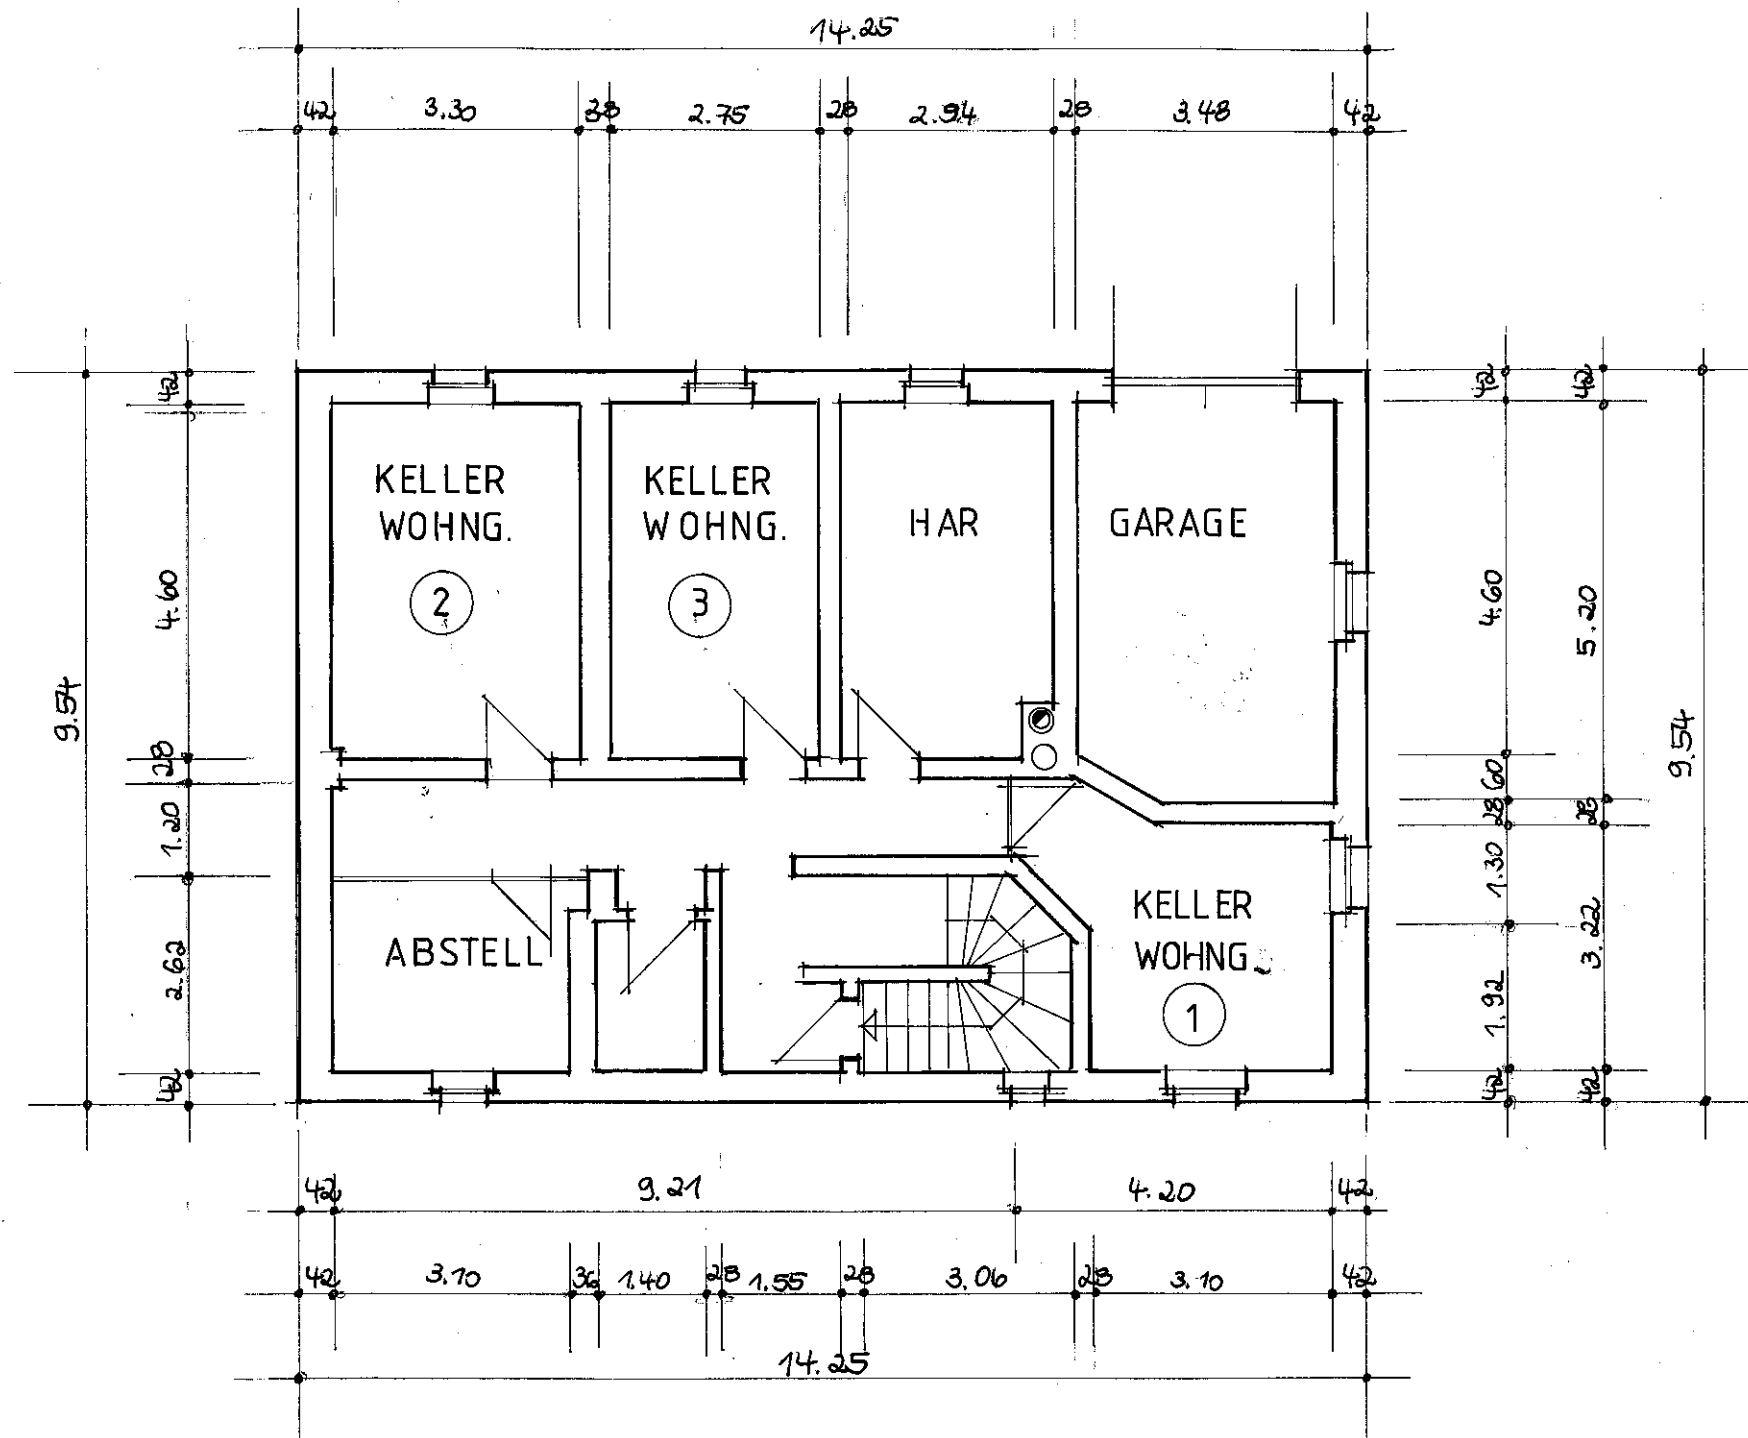 14.25
42 3.30 38 2.75 28 2.94 28 3.48 42
42 42 42
KELLER
WOHNG.
2
KELLER
WOHNG.
3
HAR
GARAGE
4.60 4.60 5.20
9.54 9.54
28 60
1.20 28 28
1.30
KELLER
WOHNG.
1
ABSTELL
2.62 3.22
1.92
42 42 42
42 9.21 4.20 42
42 3.10 36 1.40 28 1.55 28 3.06 28 3.10 42
14.25